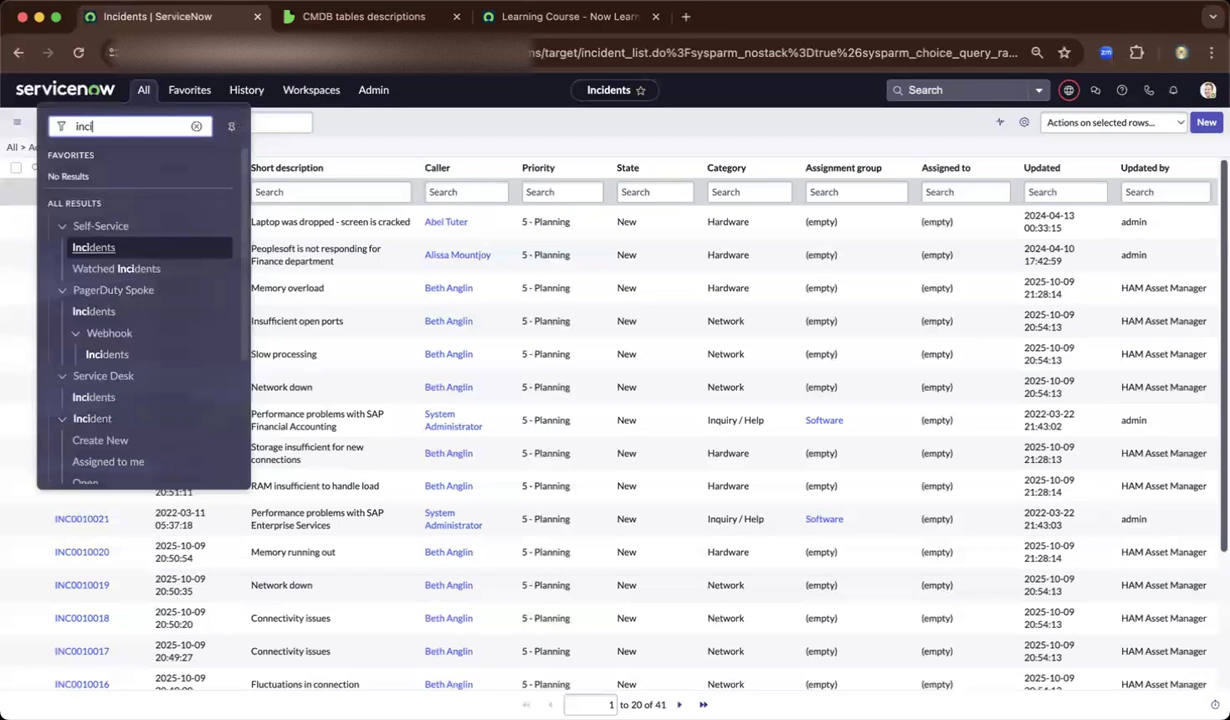 Incidents | ServiceNow
CMDB tables descriptions
Learning Course - Now Learn
ns/target/incident_list.do%3Fsysparm_nostack%3Dtrue%26sysparm_choice_query_ra...
zm
servicenow
All
Favorites
History
Workspaces
Admin
Incidents
Search
inci
Actions on selected rows...
New
All >
FAVORITES
No Results
ALL RESULTS
Self-Service
Incidents
Watched Incidents
PagerDuty Spoke
Incidents
Webhook
Incidents
Service Desk
Incidents
Incident
Create New
Assigned to me
Open
Short description Caller Priority State Category Assignment group Assigned to Updated Updated by
Search Search Search Search Search Search Search Search Search
Laptop was dropped - screen is cracked Abel Tuter 5 - Planning New Hardware (empty) (empty) 2024-04-13 admin
00:33:15
Peoplesoft is not responding for Alissa Mountjoy 5 - Planning New Hardware (empty) (empty) 2024-04-10 admin
Finance department 17:42:59
Memory overload Beth Anglin 5 - Planning New Hardware (empty) (empty) 2025-10-09 HAM Asset Manager
21:28:14
Insufficient open ports Beth Anglin 5 - Planning New Network (empty) (empty) 2025-10-09 HAM Asset Manager
20:54:13
Slow processing Beth Anglin 5 - Planning New Hardware (empty) (empty) 2025-10-09 HAM Asset Manager
20:54:13
Network down Beth Anglin 5 - Planning New Network (empty) (empty) 2025-10-09 HAM Asset Manager
20:54:13
Performance problems with SAP System 5 - Planning New Inquiry / Help Software (empty) 2022-03-22 admin
Financial Accounting Administrator 21:43:02
Storage insufficient for new Beth Anglin 5 - Planning New Hardware (empty) (empty) 2025-10-09 HAM Asset Manager
connections 21:28:13
RAM insufficient to handle load Beth Anglin 5 - Planning New Hardware (empty) (empty) 2025-10-09 HAM Asset Manager
20:51:11 21:28:14
INC0010021 2022-03-11 Performance problems with SAP System 5 - Planning New Inquiry / Help Software (empty) 2022-03-22 admin
05:37:18 Enterprise Services Administrator 21:43:03
INC0010020 2025-10-09 Memory running out Beth Anglin 5 - Planning New Hardware (empty) (empty) 2025-10-09 HAM Asset Manager
20:50:54 21:28:14
INC0010019 2025-10-09 Network down Beth Anglin 5 - Planning New Network (empty) (empty) 2025-10-09 HAM Asset Manager
20:50:35 20:54:13
INC0010018 2025-10-09 Connectivity issues Beth Anglin 5 - Planning New Network (empty) (empty) 2025-10-09 HAM Asset Manager
20:50:20 20:54:13
INC0010017 2025-10-09 Connectivity issues Beth Anglin 5 - Planning New Network (empty) (empty) 2025-10-09 HAM Asset Manager
20:49:27 20:54:13
INC0010016 2025-10-09 Fluctuations in connection Beth Anglin 5 - Planning New Network (empty) (empty) 2025-10-09 HAM Asset Manager
1 to 20 of 41